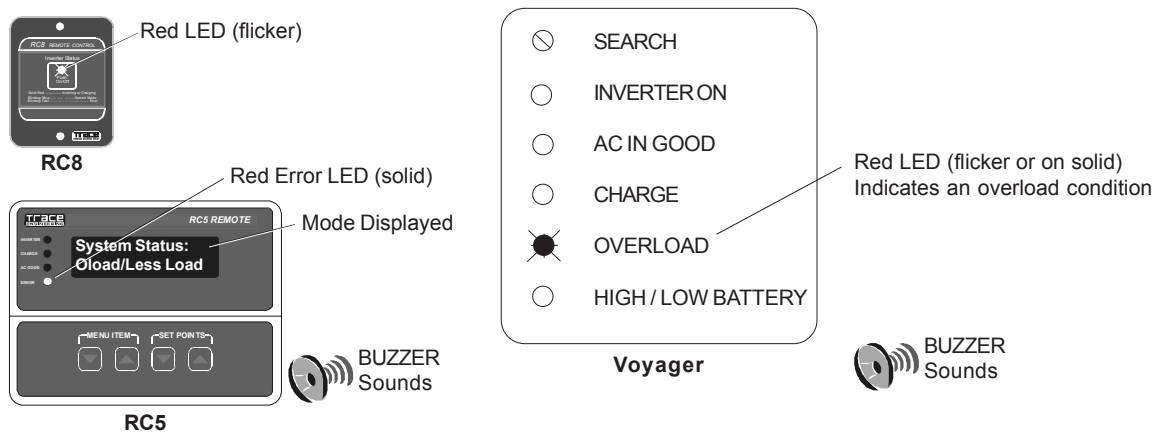 Red LED (flicker)
RC8 REMOTE CONTROL
Inverter Status
RC8
Red Error LED (solid)
Mode Displayed
Trace
ENGINEERING
RC5 REMOTE
INVERTER
CHARGE
AC GOOD
ERROR
System Status:
Oload/Less Load
MENU ITEM
SET POINTS
BUZZER
Sounds
RC5
SEARCH
INVERTER ON
AC IN GOOD
CHARGE
OVERLOAD
HIGH / LOW BATTERY
Voyager
Red LED (flicker or on solid)
Indicates an overload condition
BUZZER
Sounds